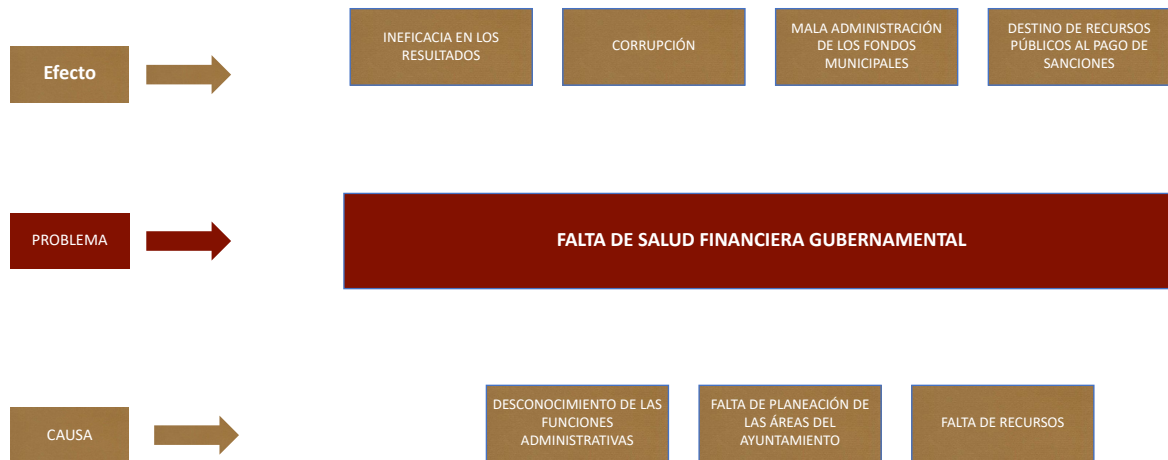 Efecto
INEFICACIA EN LOS
RESULTADOS
CORRUPCIÓN
MALA ADMINISTRACIÓN
DE LOS FONDOS
MUNICIPALES
DESTINO DE RECURSOS
PÚBLICOS AL PAGO DE
SANCIONES
PROBLEMA
FALTA DE SALUD FINANCIERA GUBERNAMENTAL
CAUSA
DESCONOCIMIENTO DE LAS
FUNCIONES
ADMINISTRATIVAS
FALTA DE PLANEACIÓN DE
LAS ÁREAS DEL
AYUNTAMIENTO
FALTA DE RECURSOS